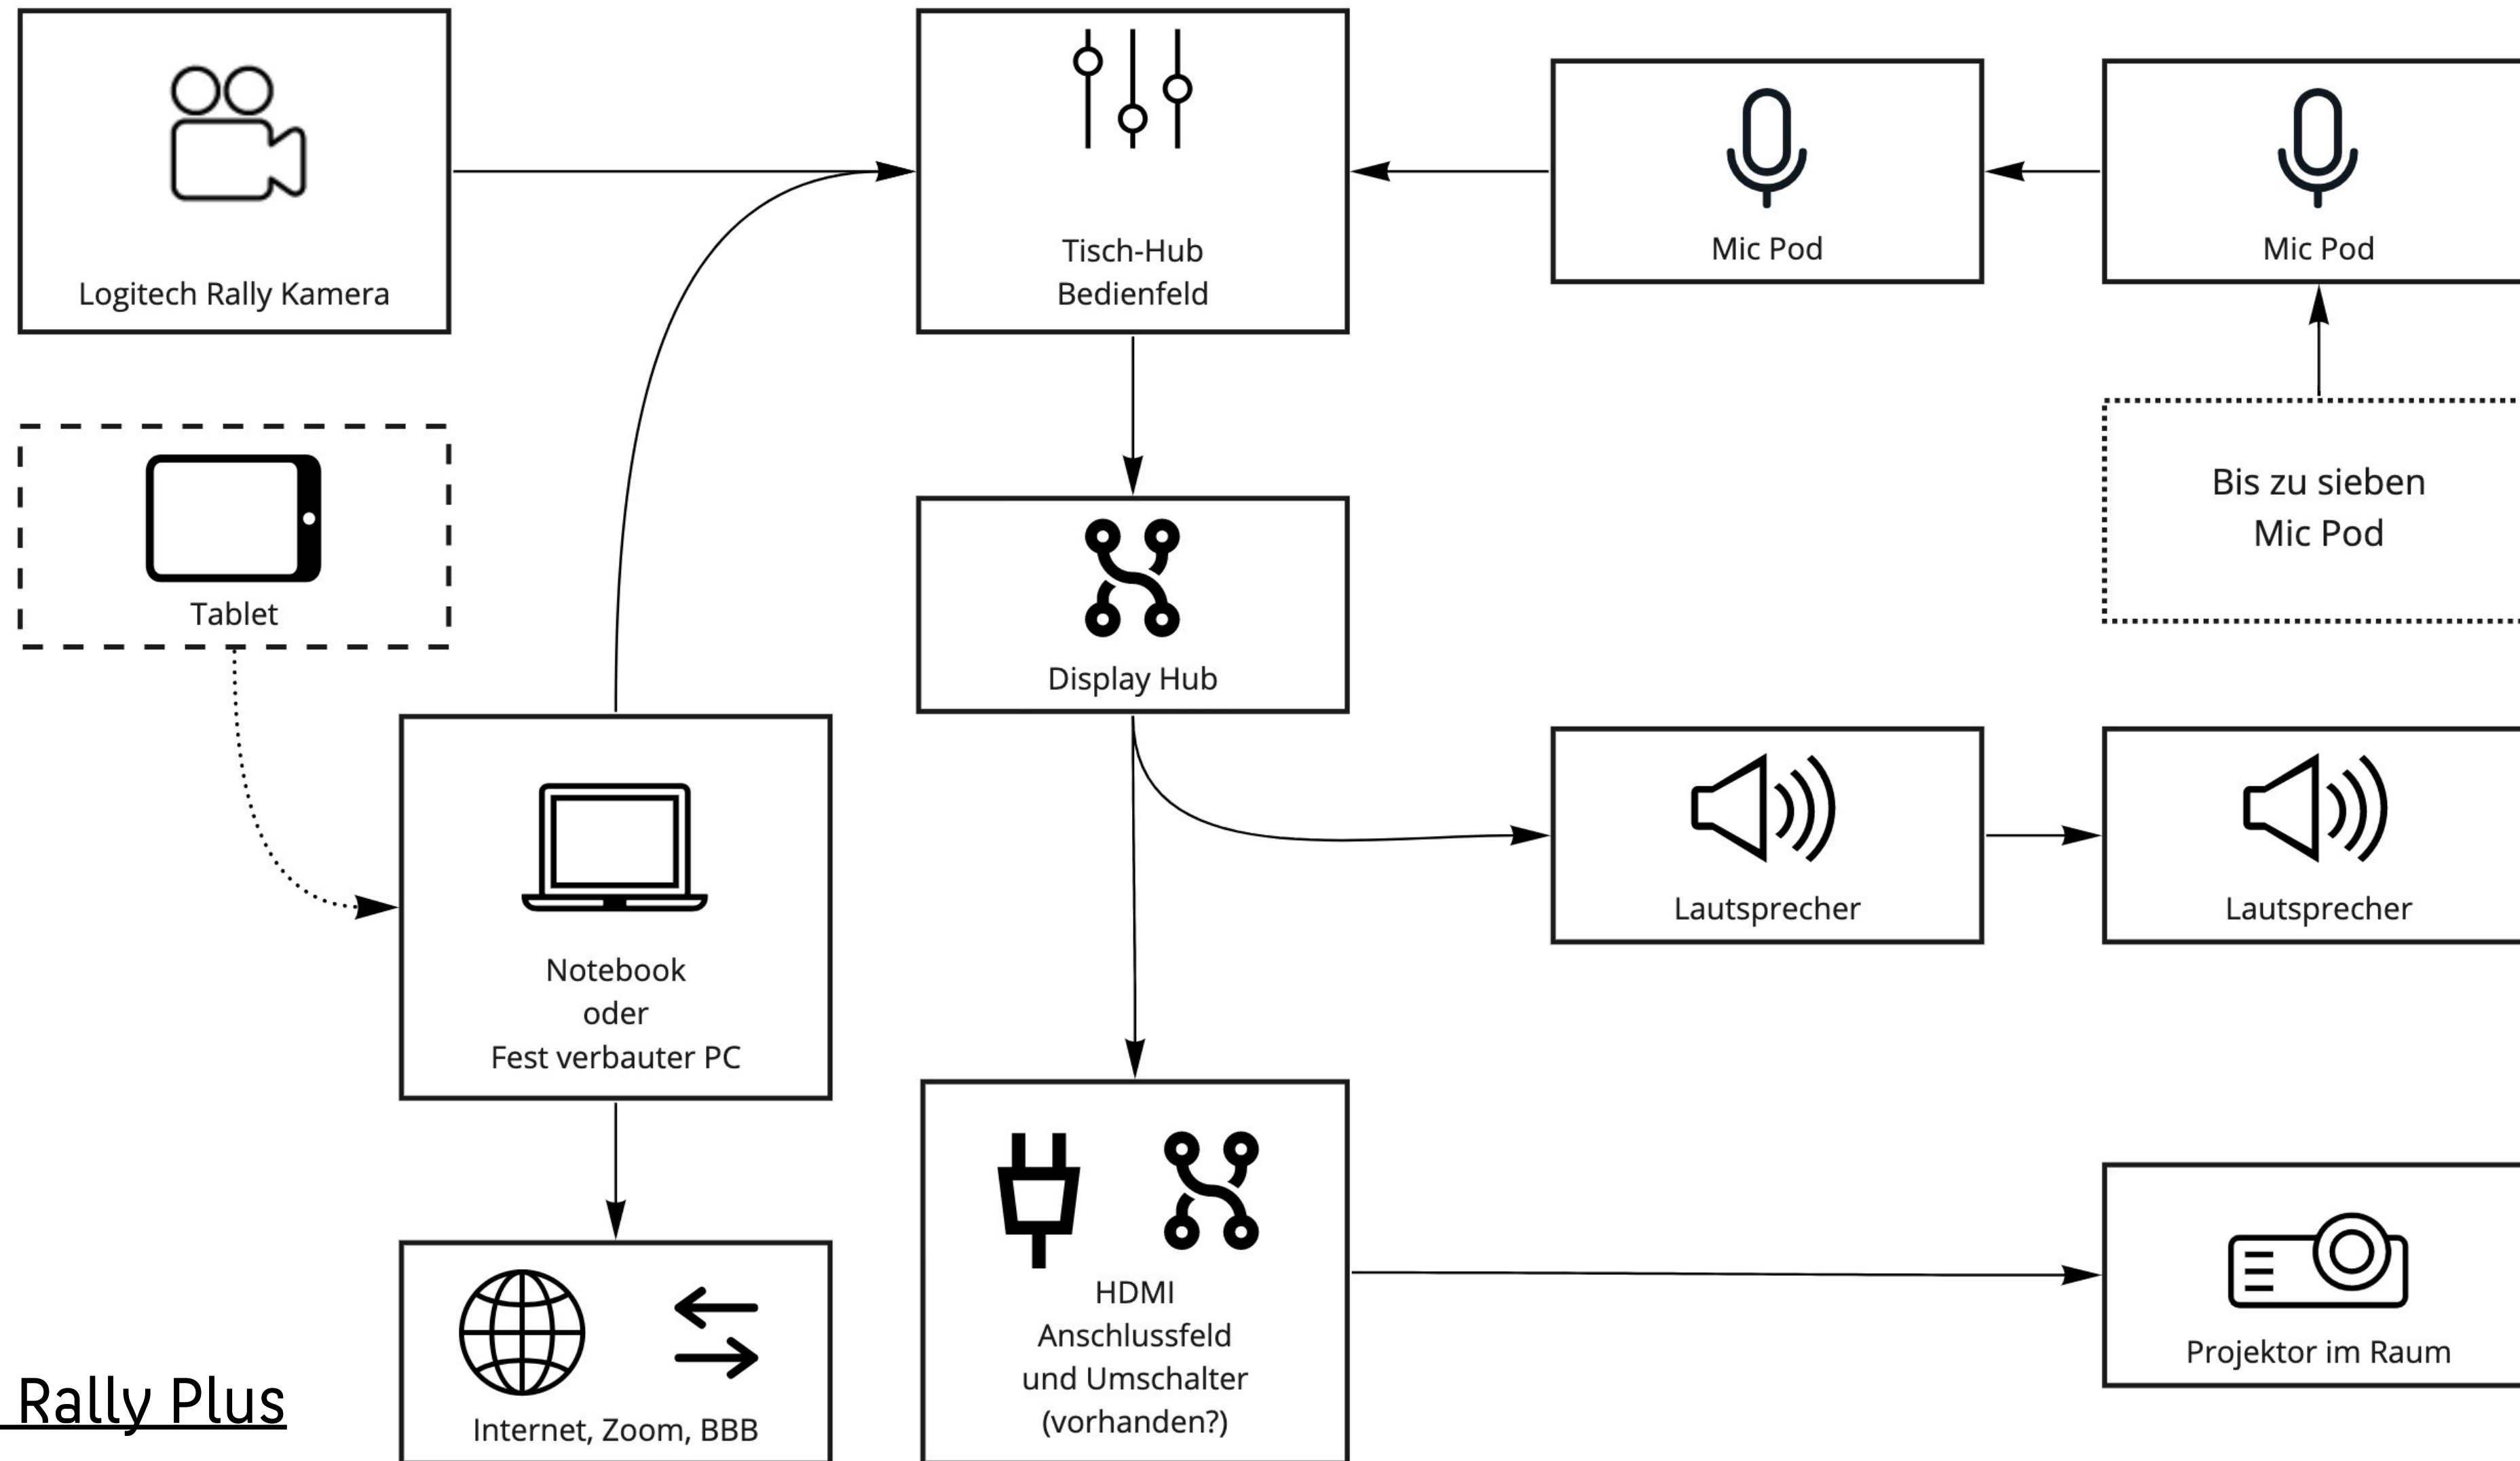 Logitech Rally Kamera
Tisch-Hub
Bedienfeld
Mic Pod
Mic Pod
Tablet
Display Hub
Bis zu sieben
Mic Pod
Notebook
oder
Fest verbauter PC
Lautsprecher
Lautsprecher
Internet, Zoom, BBB
HDMI
Anschlussfeld
und Umschalter
(vorhanden?)
Projektor im Raum
Rally Plus